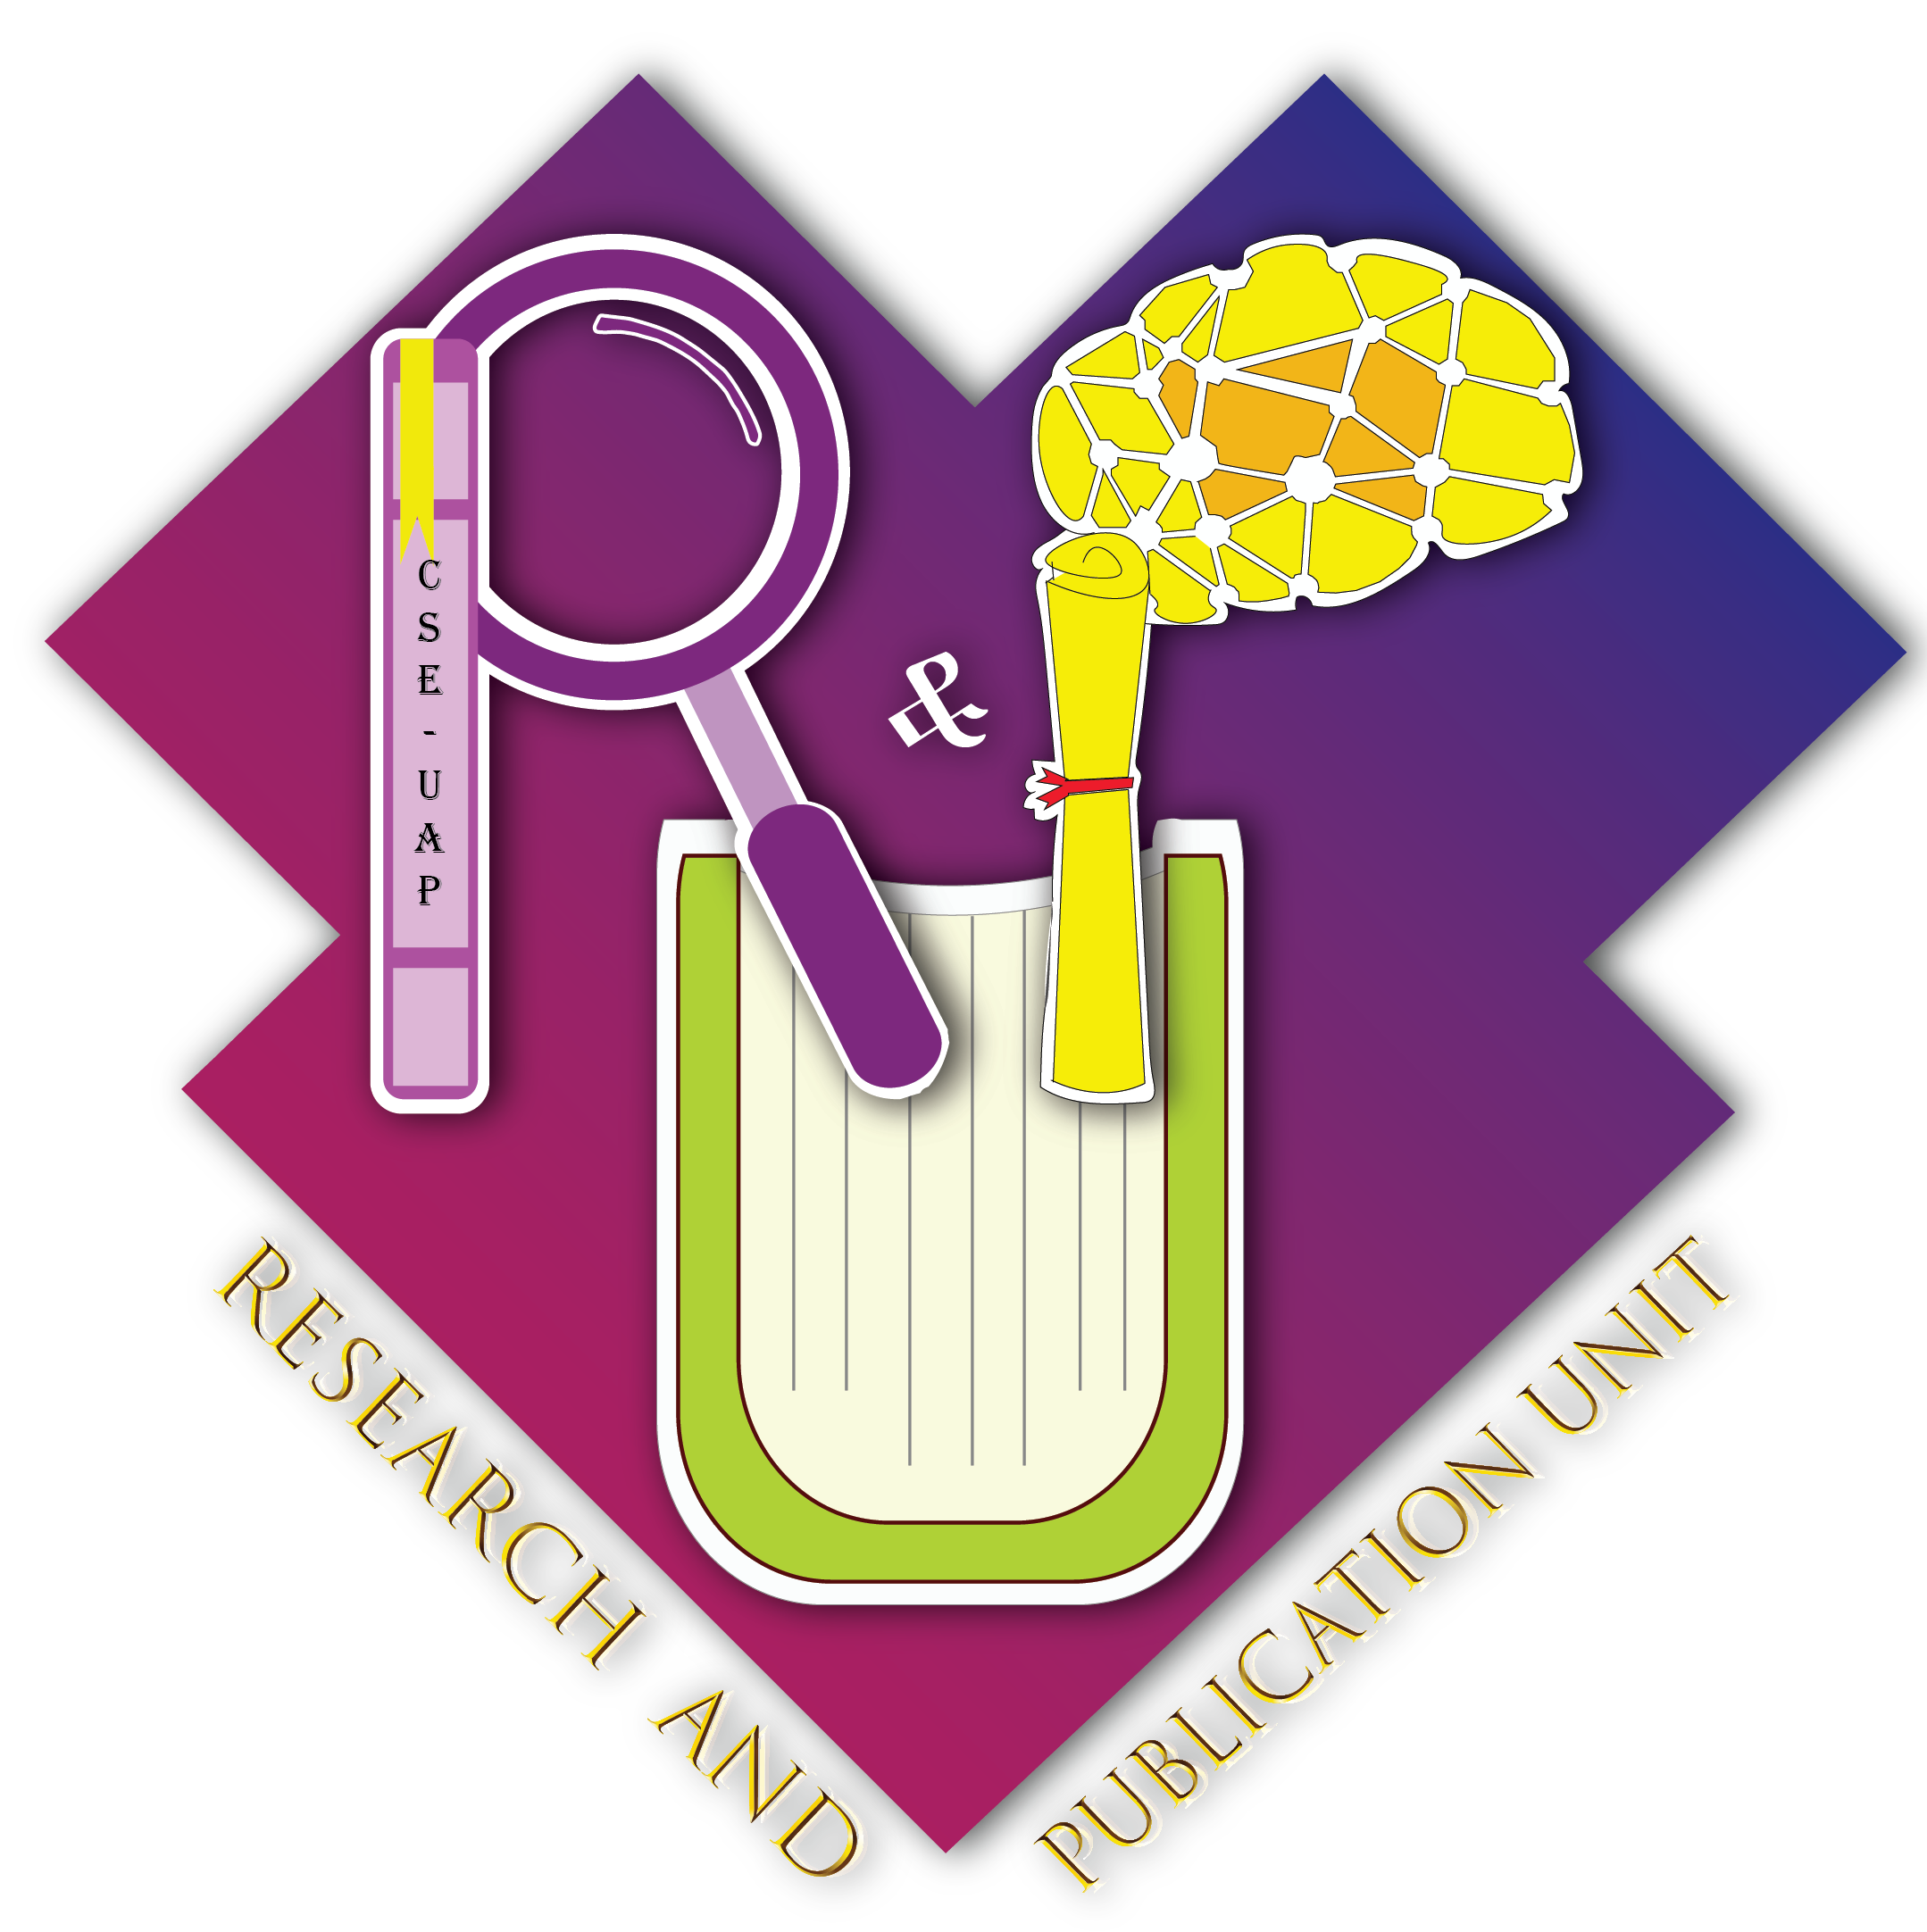 CSE-UAP
&
RESEARCH AND
PUBLICATION UNIT